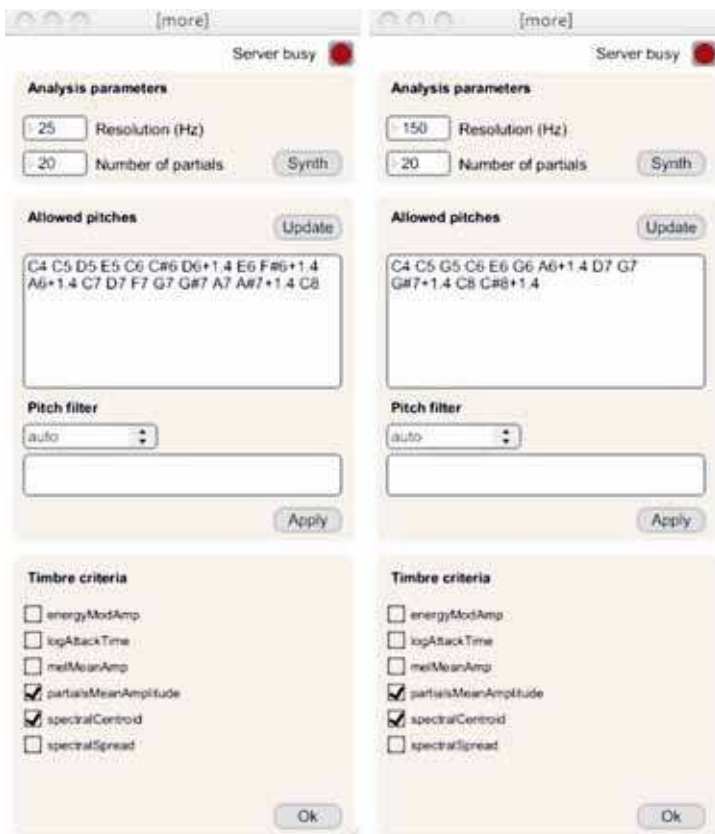 [more]
Server busy
Analysis parameters
25 Resolution (Hz)
20 Number of partials Synth
Allowed pitches
Update
C4 C5 D5 E5 C6 C#6 D6+1.4 E6 F#6+1.4
A6+1.4 C7 D7 F7 G7 G#7 A7 A#7+1.4 C8
Pitch filter
auto
Apply
Timbre criteria
energyModAmp
logAttackTime
melMeanAmp
partialsMeanAmplitude
spectralCentroid
spectralSpread
Ok
[more]
Server busy
Analysis parameters
150 Resolution (Hz)
20 Number of partials Synth
Allowed pitches
Update
C4 C5 G5 C6 E6 G6 A6+1.4 D7 G7
G#7+1.4 C8 C#8+1.4
Pitch filter
auto
Apply
Timbre criteria
energyModAmp
logAttackTime
melMeanAmp
partialsMeanAmplitude
spectralCentroid
spectralSpread
Ok